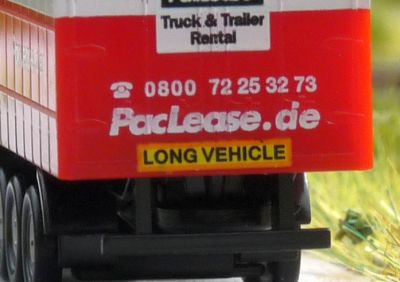 Truck & Trailer
Rental
☎ 0800 72 25 32 73
PacLease.de
LONG VEHICLE